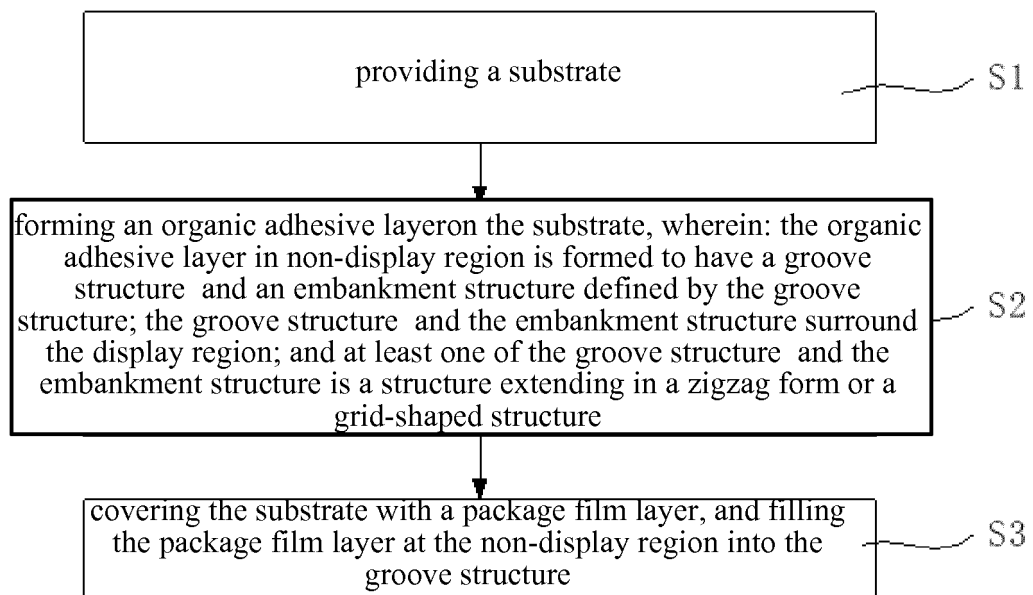 providing a substrate
S1
forming an organic adhesive layeron the substrate, wherein: the organic
adhesive layer in non-display region is formed to have a groove
structure and an embankment structure defined by the groove
structure; the groove structure and the embankment structure surround
the display region; and at least one of the groove structure and the
embankment structure is a structure extending in a zigzag form or a
grid-shaped structure
S2
covering the substrate with a package film layer, and filling
the package film layer at the non-display region into the
groove structure
S3